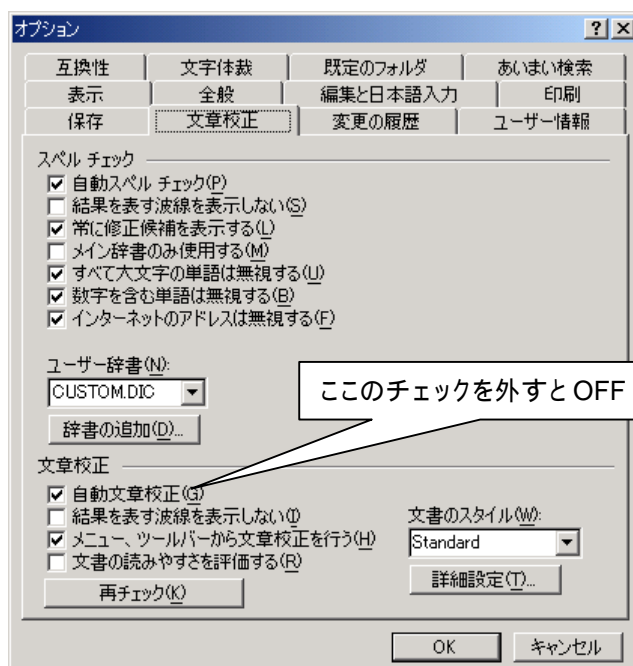 オプション
互換性 文字体裁 既定のフォルダ あいまい検索
表示 全般 編集と日本語入力 印刷
保存 文章校正 変更の履歴 ユーザー情報
スペル チェック
自動スペル チェック(P)
結果を表す波線を表示しない(S)
常に修正候補を表示する(L)
メイン辞書のみ使用する(M)
すべて大文字の単語は無視する(U)
数字を含む単語は無視する(B)
インターネットのアドレスは無視する(F)
ユーザー辞書(N):
CUSTOM.DIC
ここのチェックを外すとOFF
辞書の追加(D)...
文章校正
自動文章校正(G)
結果を表す波線を表示しない(I)
文書のスタイル(W):
メニュー、ツールバーから文章校正を行う(H)
Standard
文書の読みやすさを評価する(R)
詳細設定(T)...
再チェック(K)
OK キャンセル